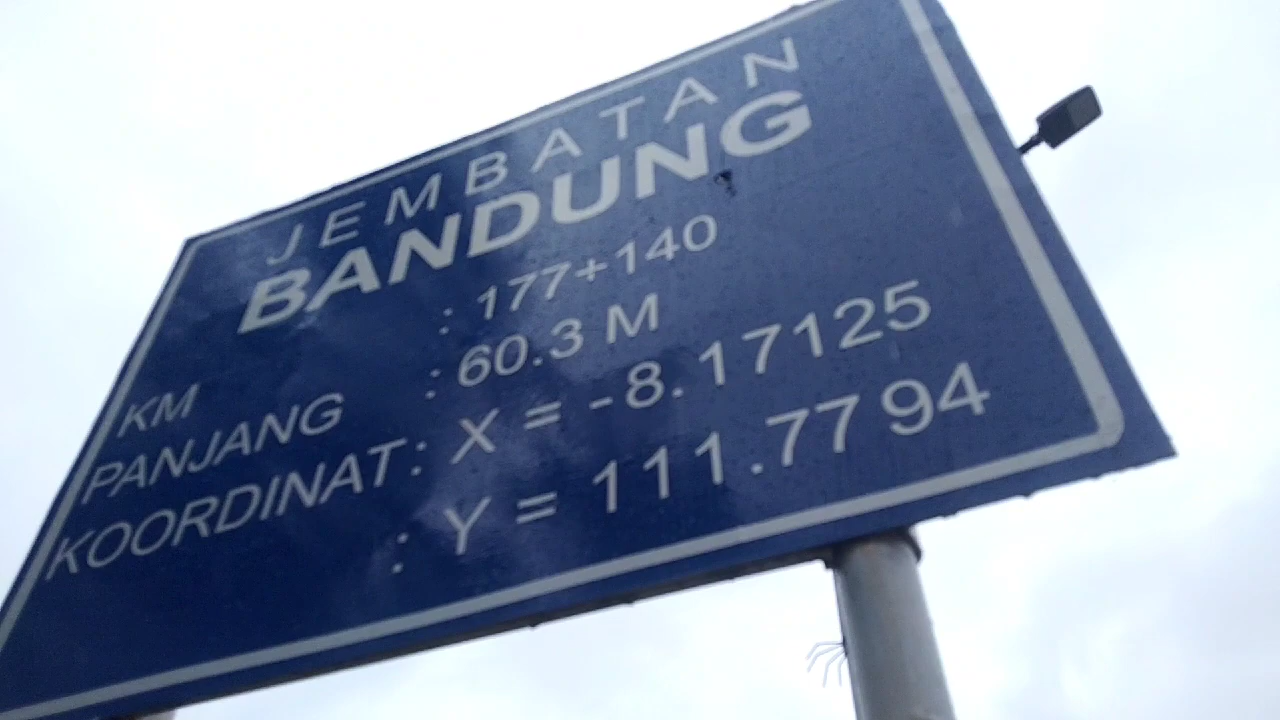 JEMBATAN
BANDUNG
KM : 177+140
PANJANG : 60.3 M
KOORDINAT : X = -8.17125
: Y = 111.7794